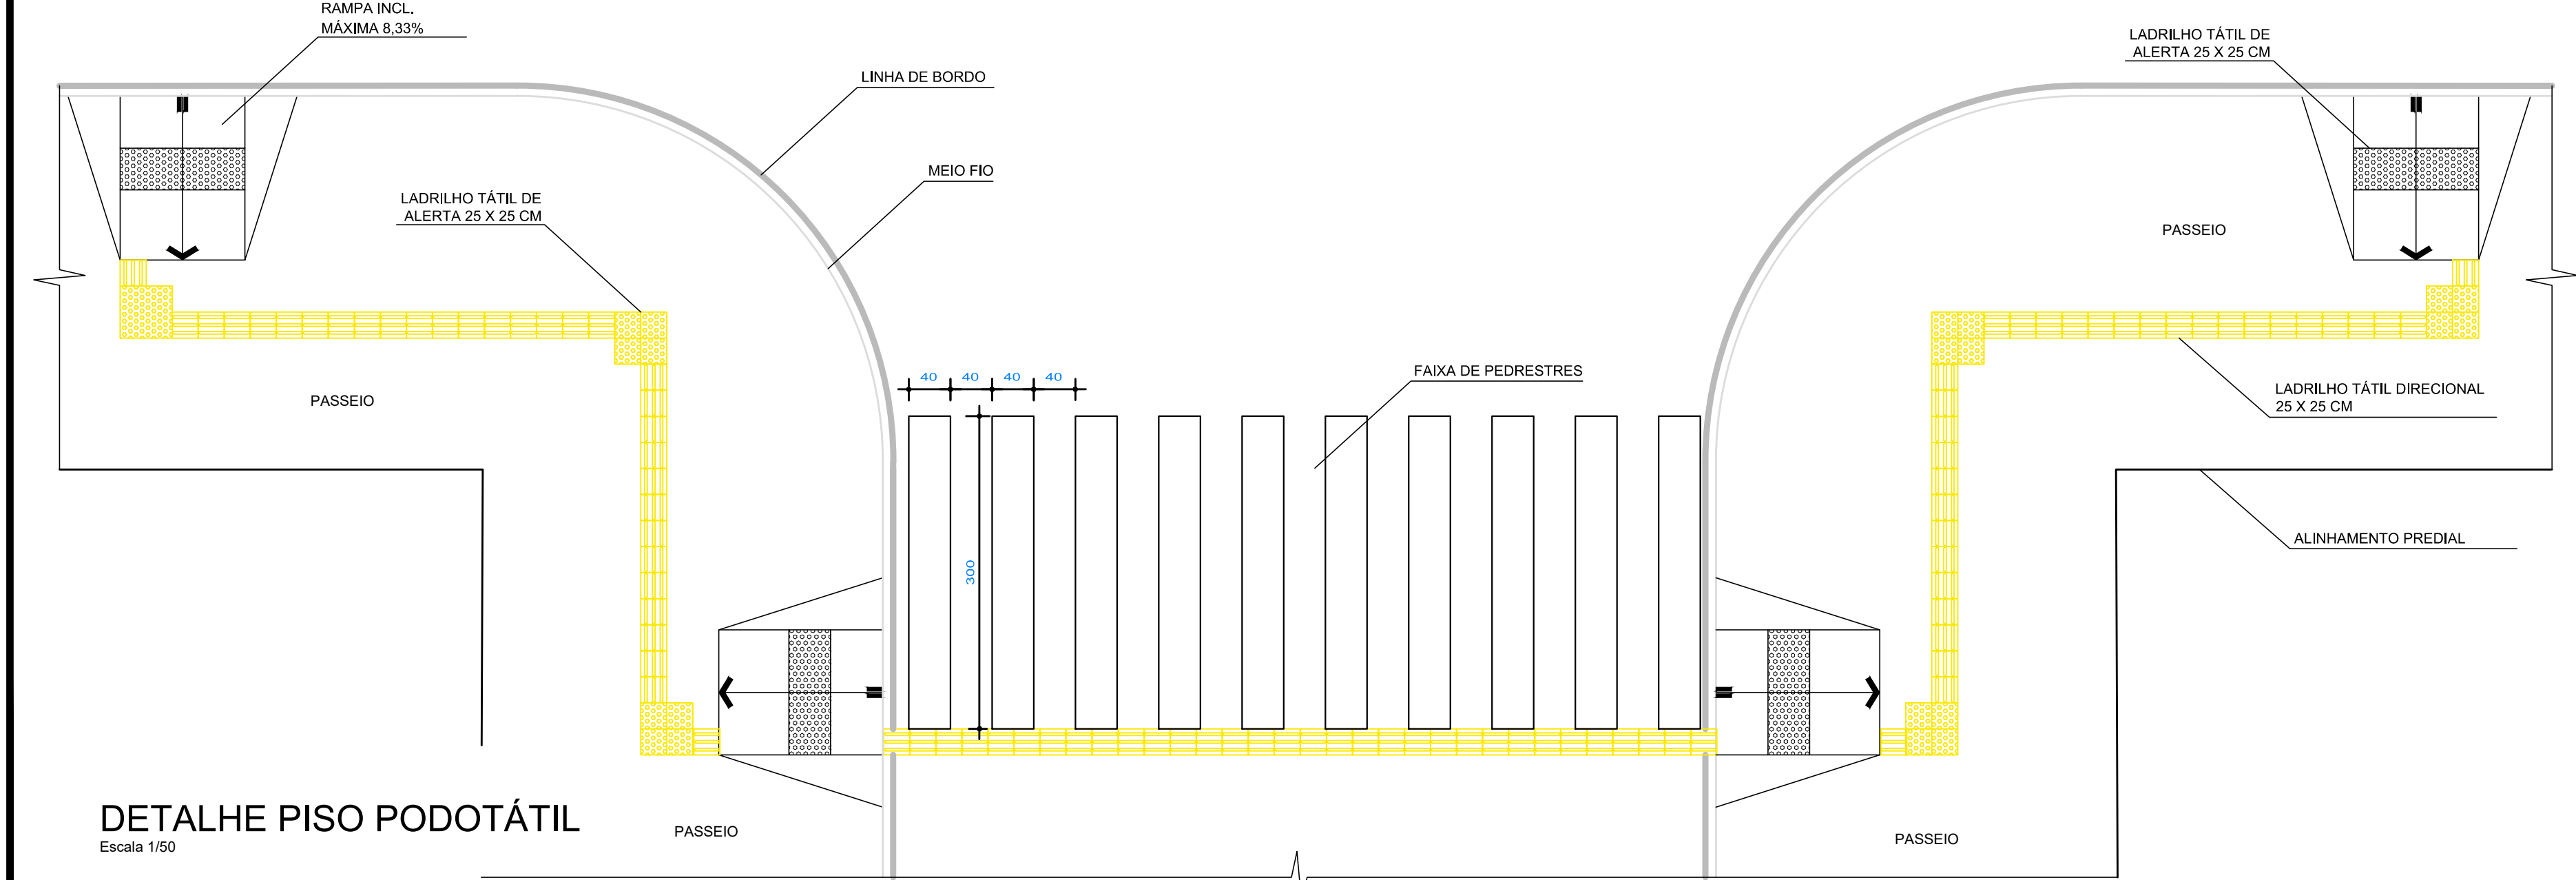 RAMPA INCL.
MÁXIMA 8,33%
LADRILHO TÁTIL DE
ALERTA 25 X 25 CM
LINHA DE BORDO
MEIO FIO
LADRILHO TÁTIL DE
ALERTA 25 X 25 CM
PASSEIO
PASSEIO
40 40 40 40
300
FAIXA DE PEDRESTRES
LADRILHO TÁTIL DIRECIONAL
25 X 25 CM
ALINHAMENTO PREDIAL
DETALHE PISO PODOTÁTIL
Escala 1/50
PASSEIO
PASSEIO